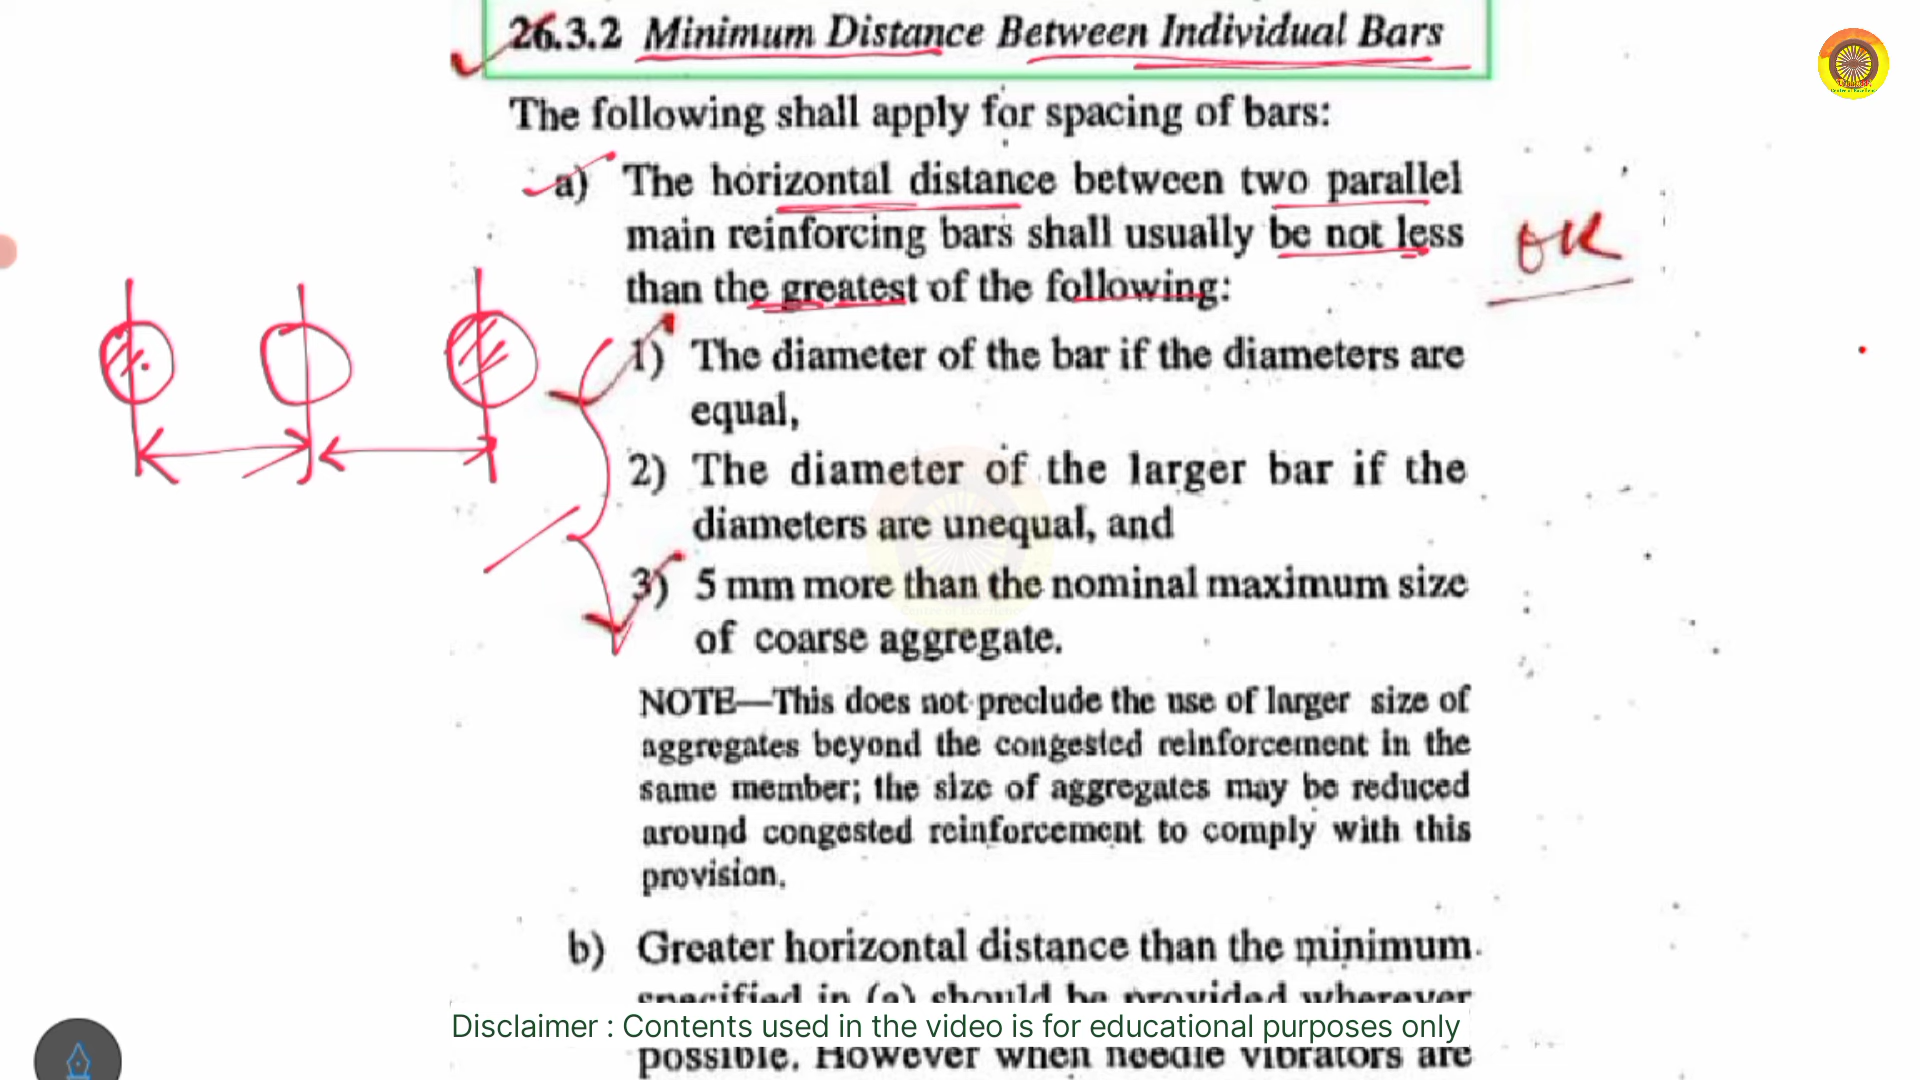 26.3.2 Minimum Distance Between Individual Bars
The following shall apply for spacing of bars:
a) The horizontal distance between two parallel
main reinforcing bars shall usually be not less
than the greatest of the following:
OK
1) The diameter of the bar if the diameters are
equal,
2) The diameter of the larger bar if the
diameters are unequal, and
3) 5 mm more than the nominal maximum size
of coarse aggregate.
NOTE—This does not preclude the use of larger size of
aggregates beyond the congested reinforcement in the
same member; the size of aggregates may be reduced
around congested reinforcement to comply with this
provision.
b) Greater horizontal distance than the minimum
specified in (a) should be provided wherever
Disclaimer : Contents used in the video is for educational purposes only
possible. However when needle vibrators are